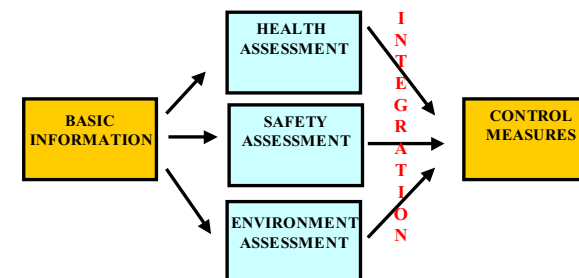 HEALTH
ASSESSMENT
BASIC
INFORMATION
SAFETY
ASSESSMENT
ENVIRONMENT
ASSESSMENT
I
N
T
E
G
R
A
T
I
O
N
CONTROL
MEASURES